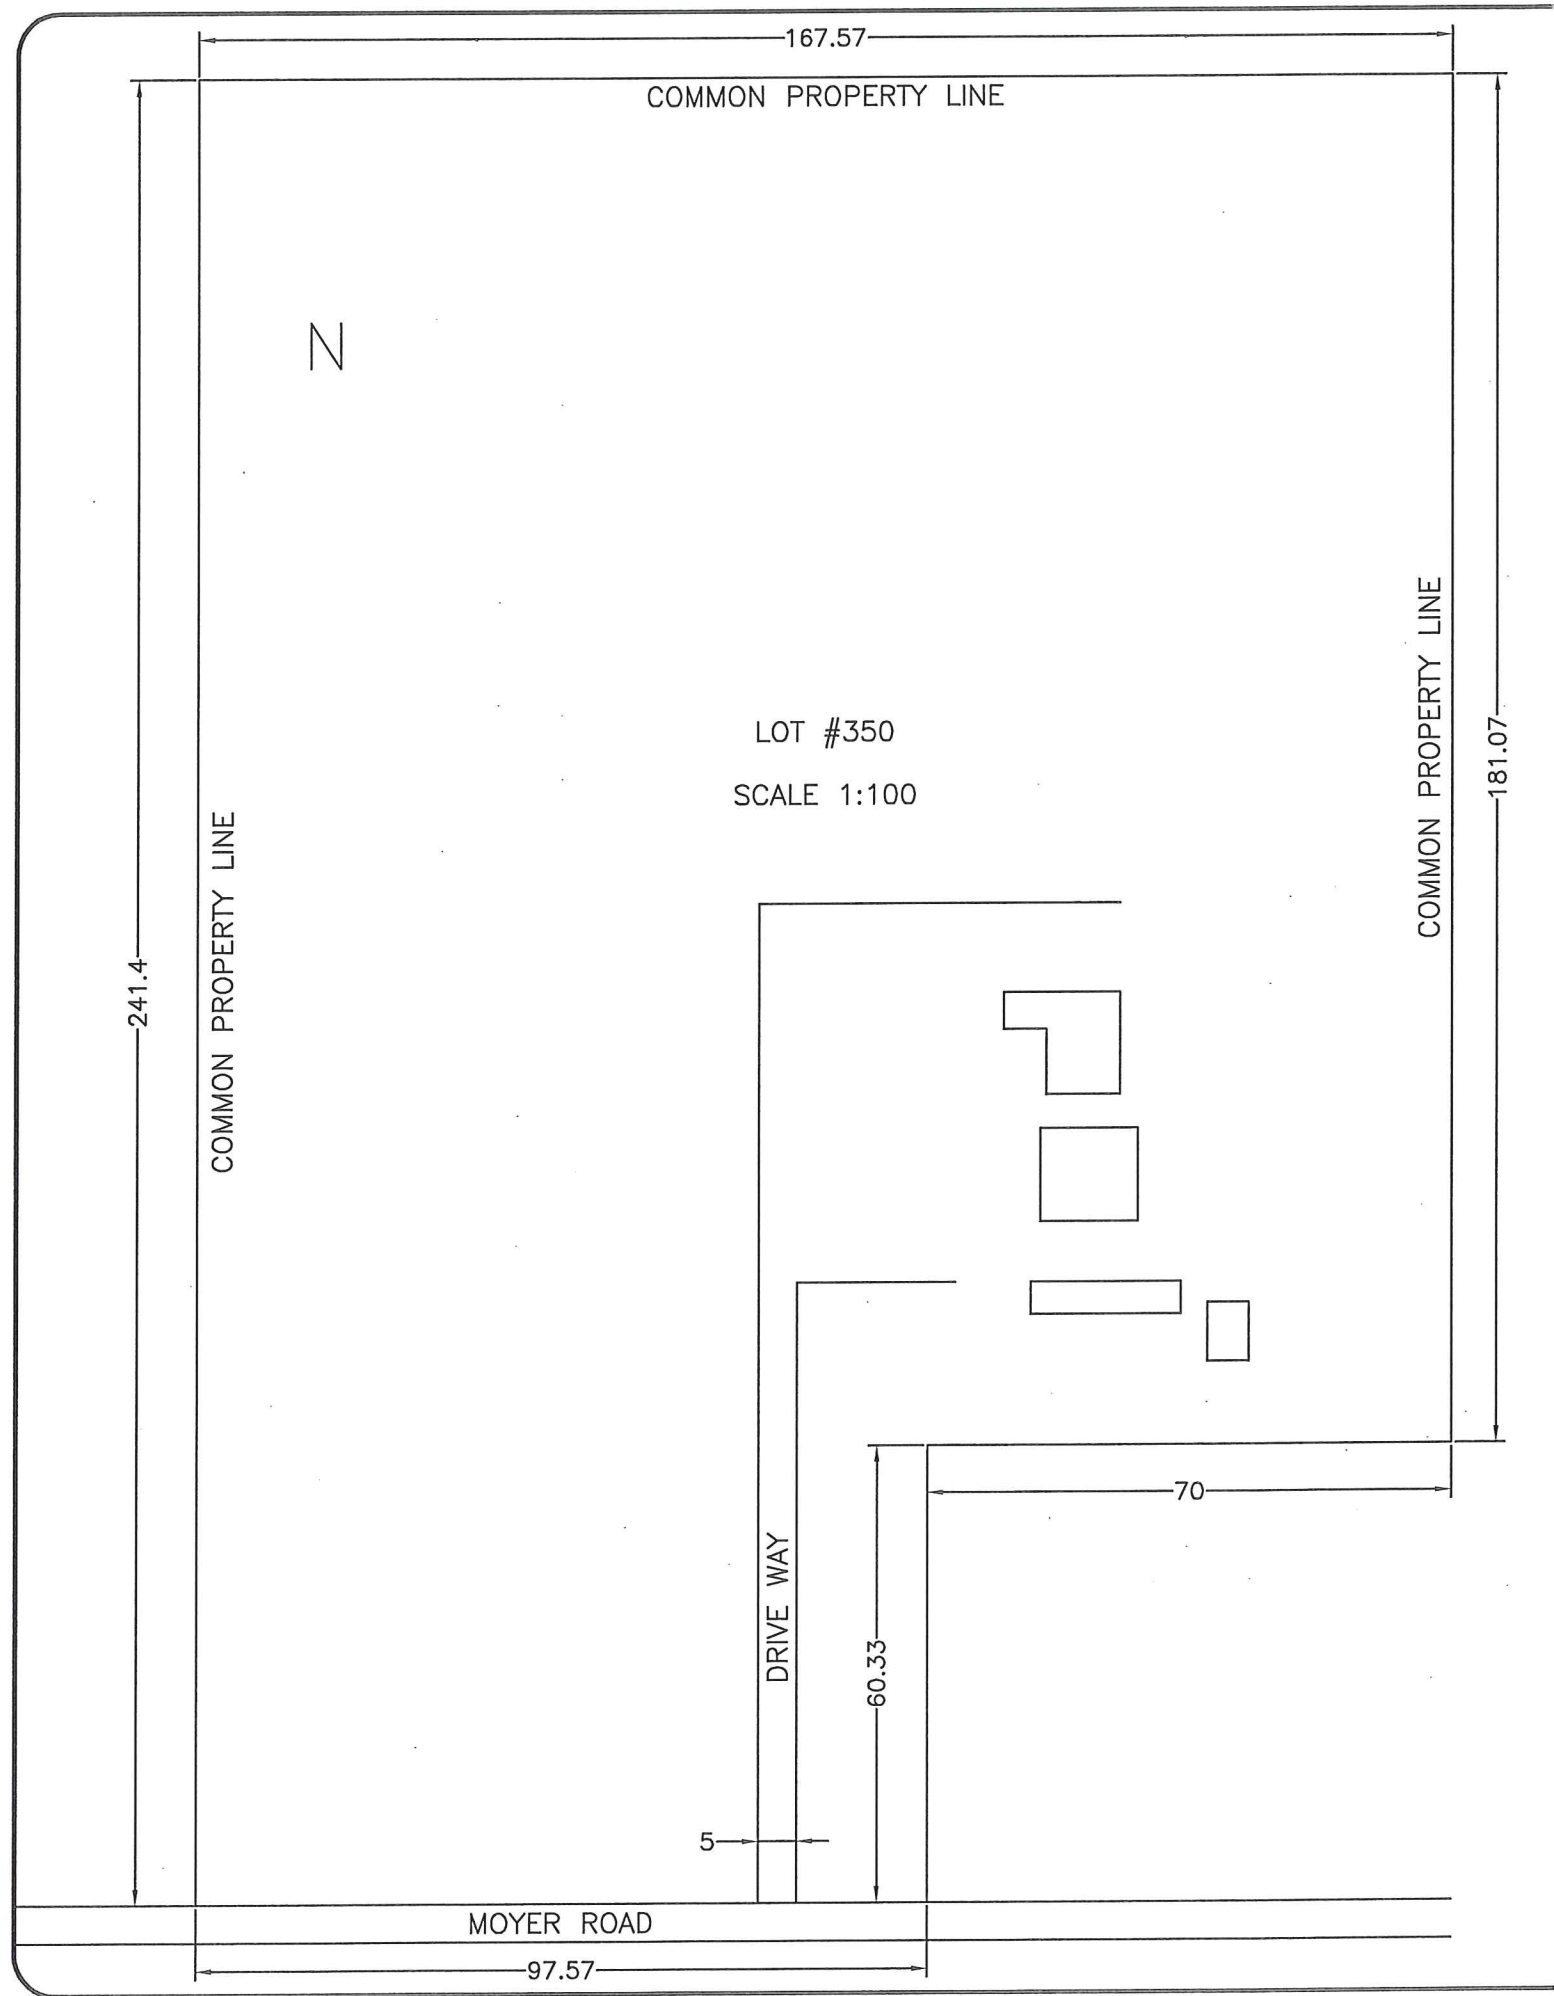 167.57
COMMON PROPERTY LINE
N
COMMON PROPERTY LINE
181.07
LOT #350
SCALE 1:100
COMMON PROPERTY LINE
241.4
70
DRIVE WAY
60.33
5
MOYER ROAD
97.57